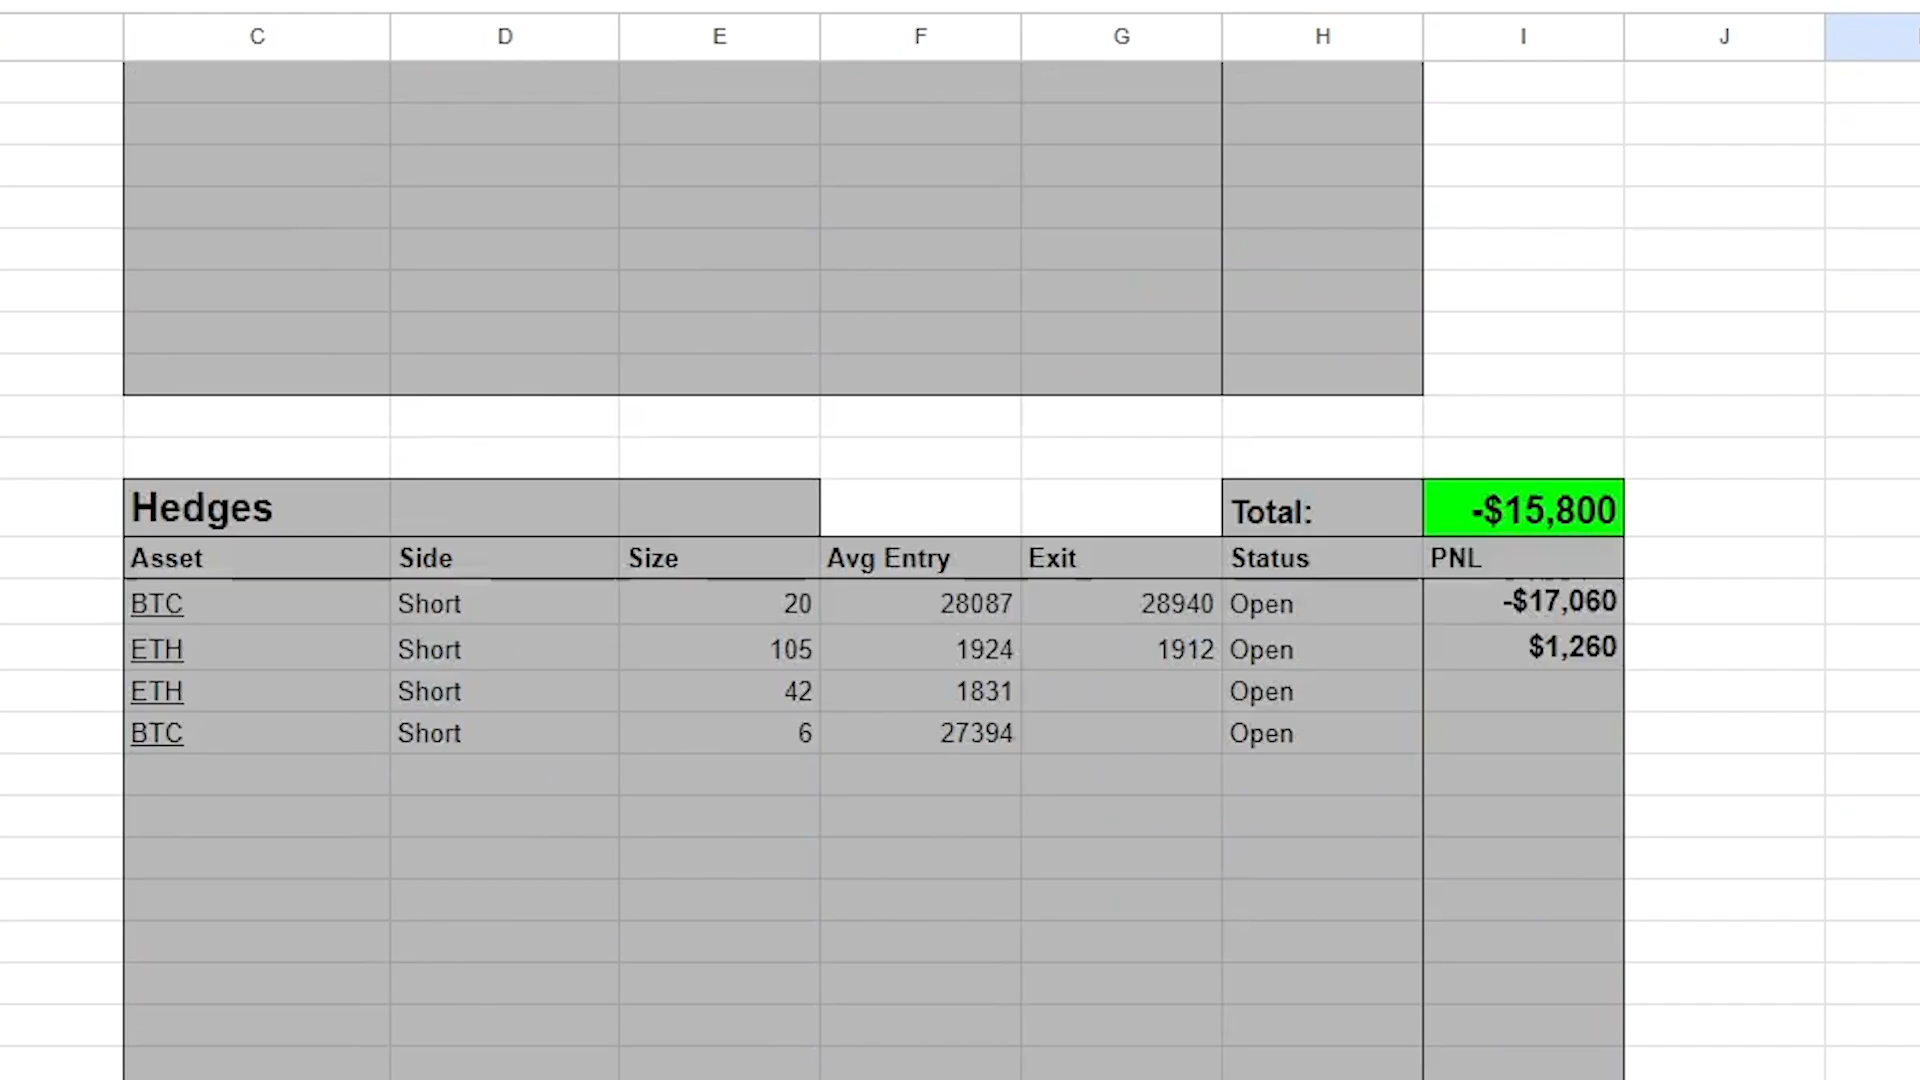 C D E F G H I J
Hedges Total: -$15,800
Asset Side Size Avg Entry Exit Status PNL
BTC Short 20 28087 28940 Open -$17,060
ETH Short 105 1924 1912 Open $1,260
ETH Short 42 1831 Open
BTC Short 6 27394 Open